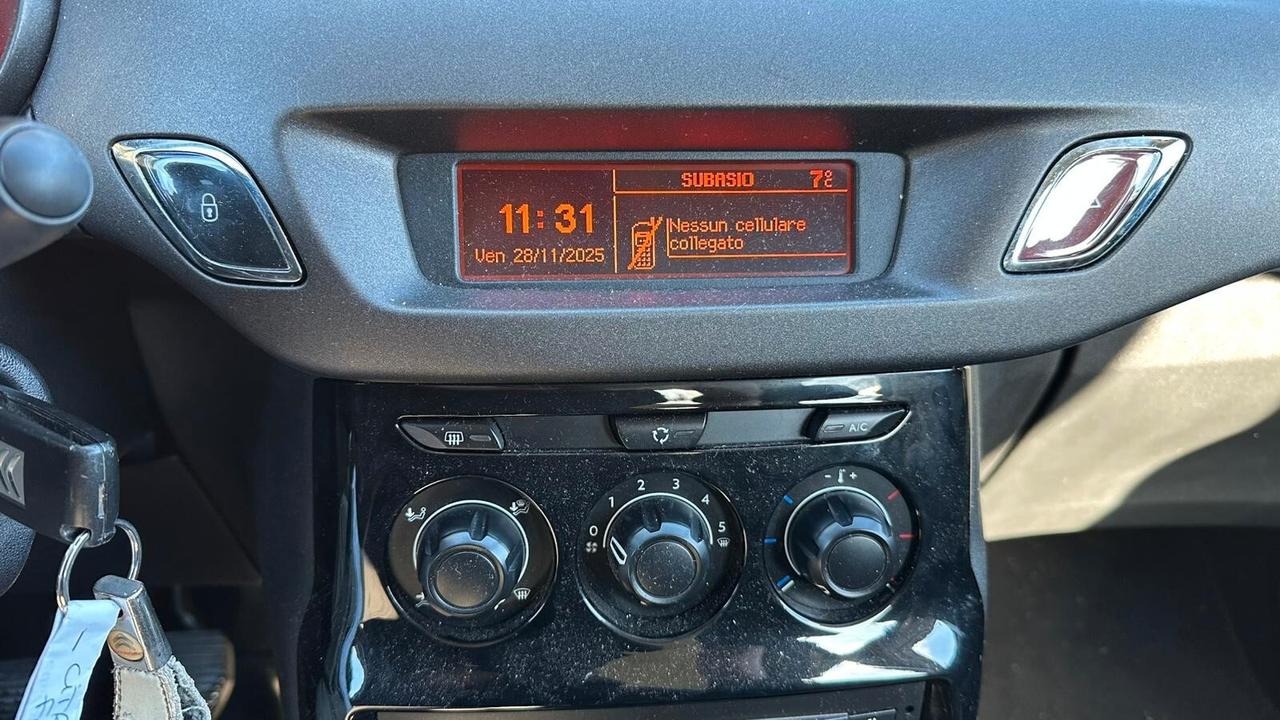 SUBASIO 7°C
11:31
Ven 28/11/2025
Nessun cellulare
collegato
A/C
0 1 2 3 4 5
- +